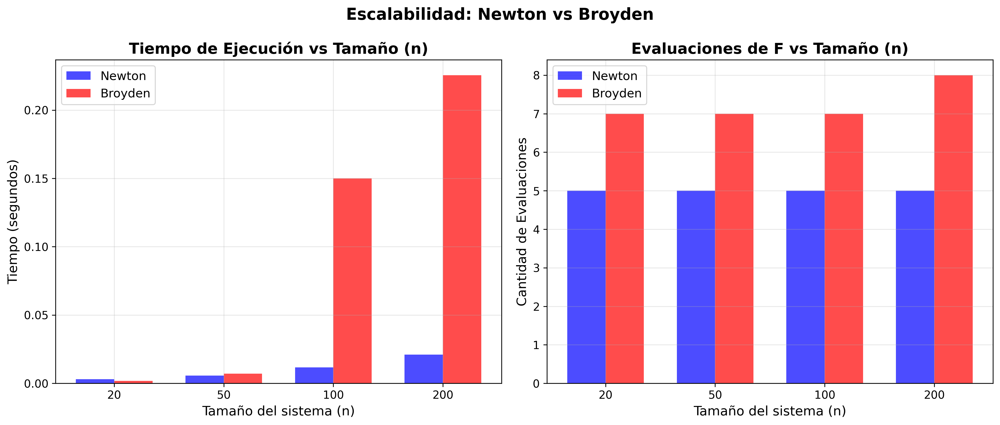 Escalabilidad: Newton vs Broyden
Tiempo de Ejecución vs Tamaño (n)
Newton
Broyden
Tiempo (segundos)
0.20
0.15
0.10
0.05
0.00
20 50 100 200
Tamaño del sistema (n)
Evaluaciones de F vs Tamaño (n)
Newton
Broyden
Cantidad de Evaluaciones
8
7
6
5
4
3
2
1
0
20 50 100 200
Tamaño del sistema (n)